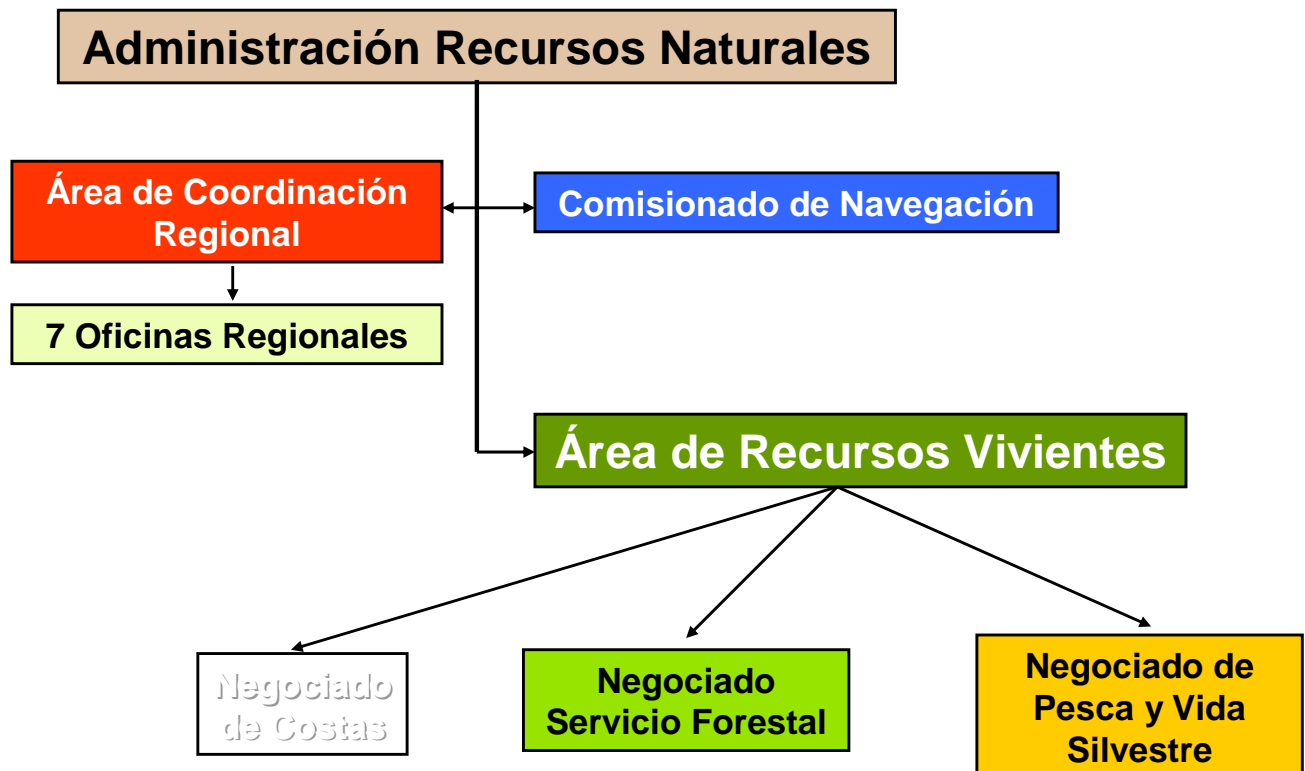 Administración Recursos Naturales
Área de Coordinación
Regional
Comisionado de Navegación
7 Oficinas Regionales
Área de Recursos Vivientes
Negociado
de Costas
Negociado
Servicio Forestal
Negociado de
Pesca y Vida
Silvestre